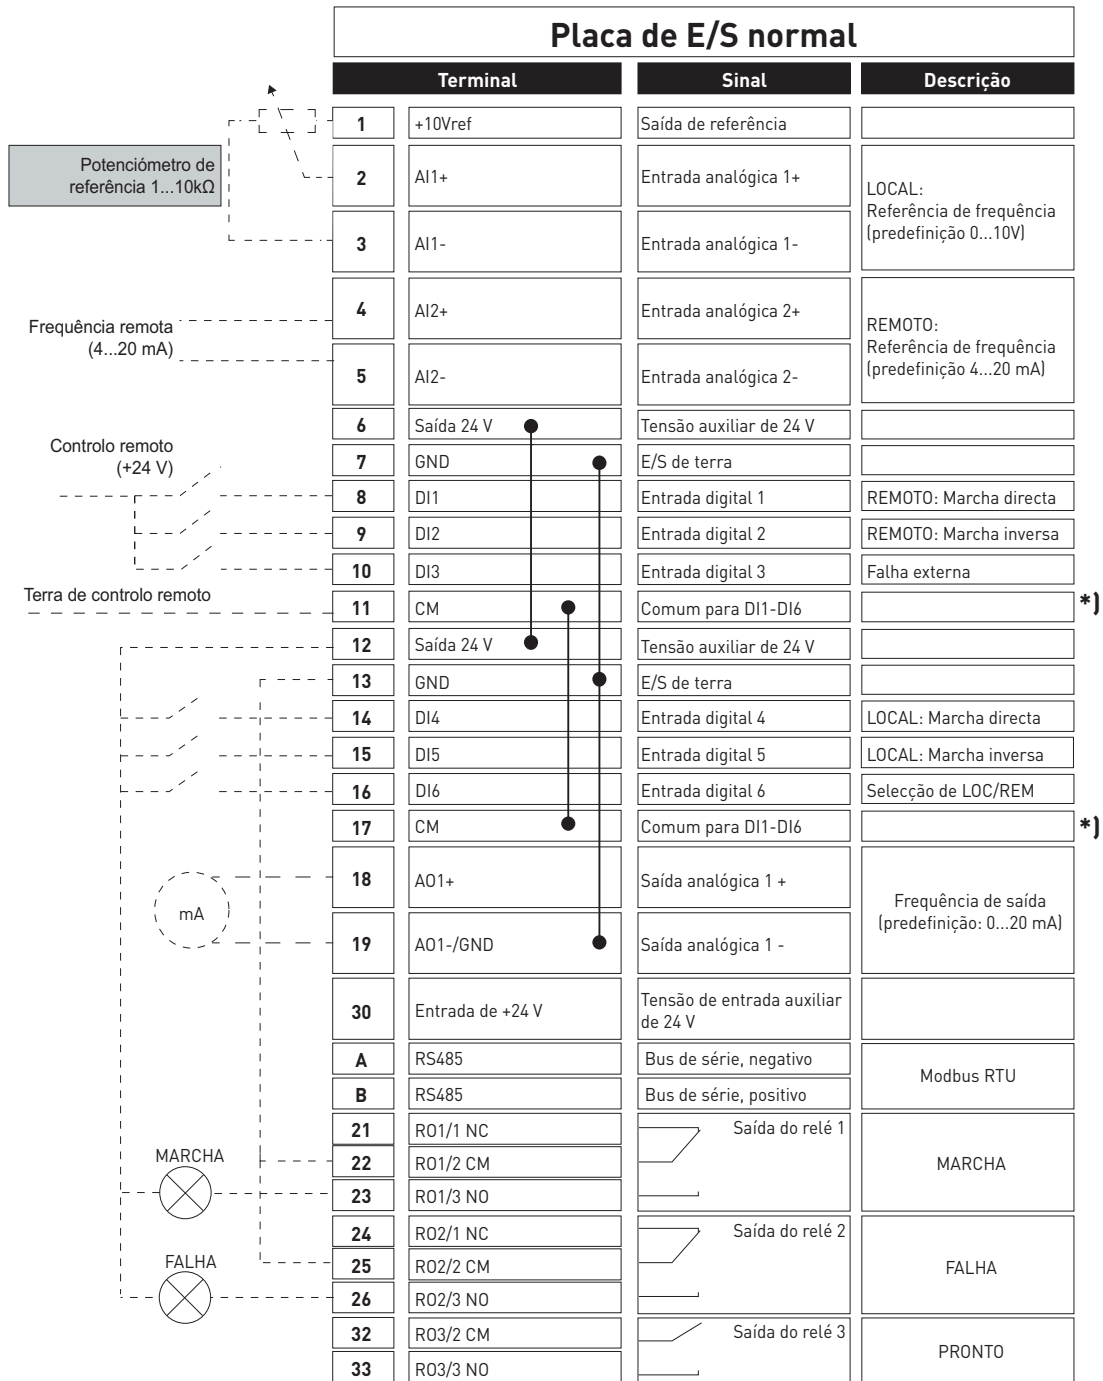 Placa de E/S normal
Terminal Sinal Descrição
1 +10Vref Saída de referência
Potenciómetro de
referência 1...10kΩ
2 AI1+ Entrada analógica 1+
LOCAL:
Referência de frequência
(predefinição 0...10V)
3 AI1- Entrada analógica 1-
4 AI2+ Entrada analógica 2+
Frequência remota
(4...20 mA)
REMOTO:
Referência de frequência
(predefinição 4...20 mA)
5 AI2- Entrada analógica 2-
6 Saída 24 V Tensão auxiliar de 24 V
Controlo remoto
(+24 V)
7 GND E/S de terra
8 DI1 Entrada digital 1 REMOTO: Marcha directa
9 DI2 Entrada digital 2 REMOTO: Marcha inversa
10 DI3 Entrada digital 3 Falha externa
Terra de controlo remoto
11 CM Comum para DI1-DI6 *)
12 Saída 24 V Tensão auxiliar de 24 V
13 GND E/S de terra
14 DI4 Entrada digital 4 LOCAL: Marcha directa
15 DI5 Entrada digital 5 LOCAL: Marcha inversa
16 DI6 Entrada digital 6 Selecção de LOC/REM
17 CM Comum para DI1-DI6 *)
18 AO1+ Saída analógica 1 +
mA
Frequência de saída
(predefinição: 0...20 mA)
19 AO1-/GND Saída analógica 1 -
30 Entrada de +24 V Tensão de entrada auxiliar
de 24 V
A RS485 Bus de série, negativo
Modbus RTU
B RS485 Bus de série, positivo
21 RO1/1 NC Saída do relé 1
MARCHA
22 RO1/2 CM MARCHA
23 RO1/3 NO
24 RO2/1 NC Saída do relé 2
FALHA
25 RO2/2 CM FALHA
26 RO2/3 NO
32 RO3/2 CM Saída do relé 3
PRONTO
33 RO3/3 NO